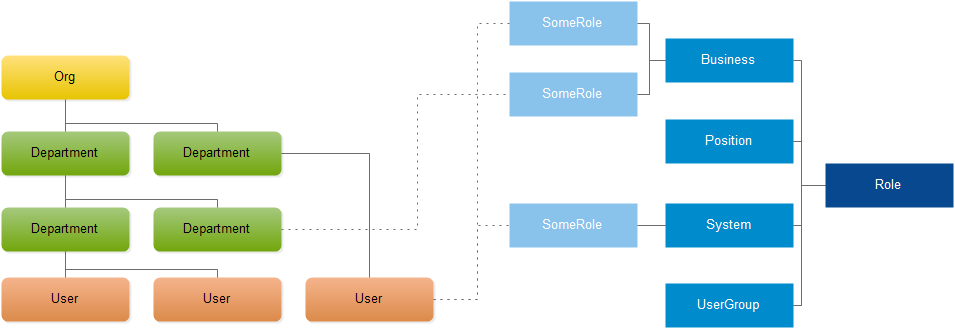 SomeRole
Business
Org
SomeRole
Department
Department
Position
Role
Department
Department
SomeRole
System
User
User
User
UserGroup